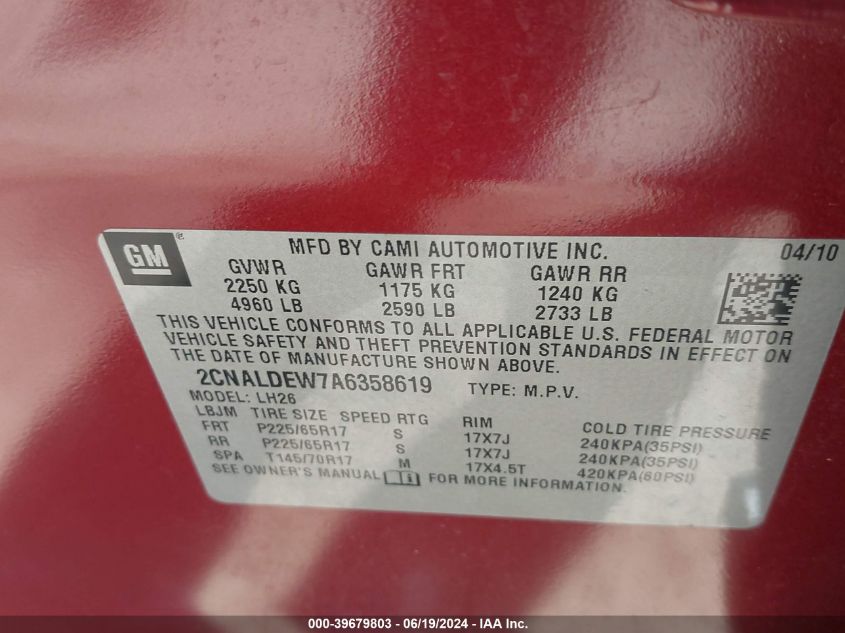 GM ®
MFD BY CAMI AUTOMOTIVE INC. 04/10
GVWR GAWR FRT GAWR RR
2250 KG 1175 KG 1240 KG
4960 LB 2590 LB 2733 LB
THIS VEHICLE CONFORMS TO ALL APPLICABLE U.S. FEDERAL MOTOR
VEHICLE SAFETY AND THEFT PREVENTION STANDARDS IN EFFECT ON
THE DATE OF MANUFACTURE SHOWN ABOVE.
2CNALDEW7A6358619 TYPE: M.P.V.
MODEL: LH26
LBJM TIRE SIZE SPEED RTG RIM COLD TIRE PRESSURE
FRT P225/65R17 S 17X7J 240KPA(35PSI)
RR P225/65R17 S 17X7J 240KPA(35PSI)
SPA T145/70R17 M 17X4.5T 420KPA(60PSI)
SEE OWNER'S MANUAL FOR MORE INFORMATION.
000-39679803 - 06/19/2024 - IAA Inc.